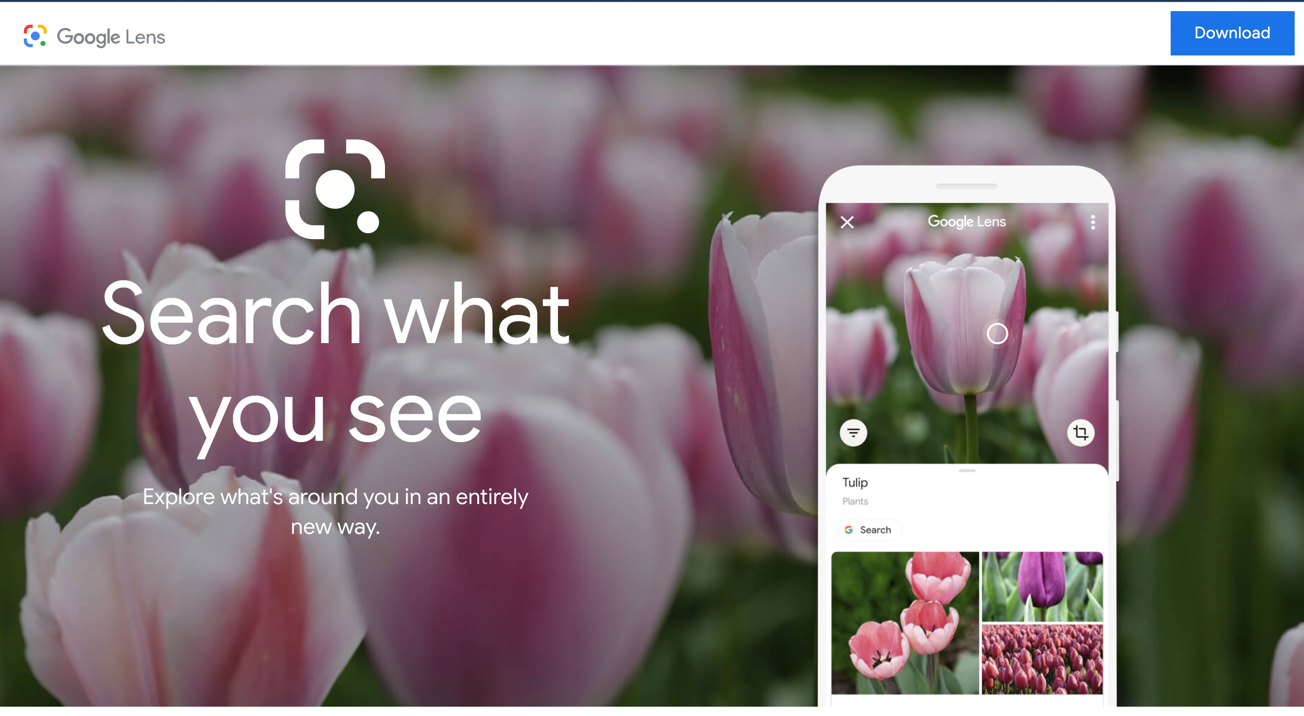 Google Lens
Download
Search what
you see
Explore what's around you in an entirely
new way.
Google Lens
Tulip
Plants
Search